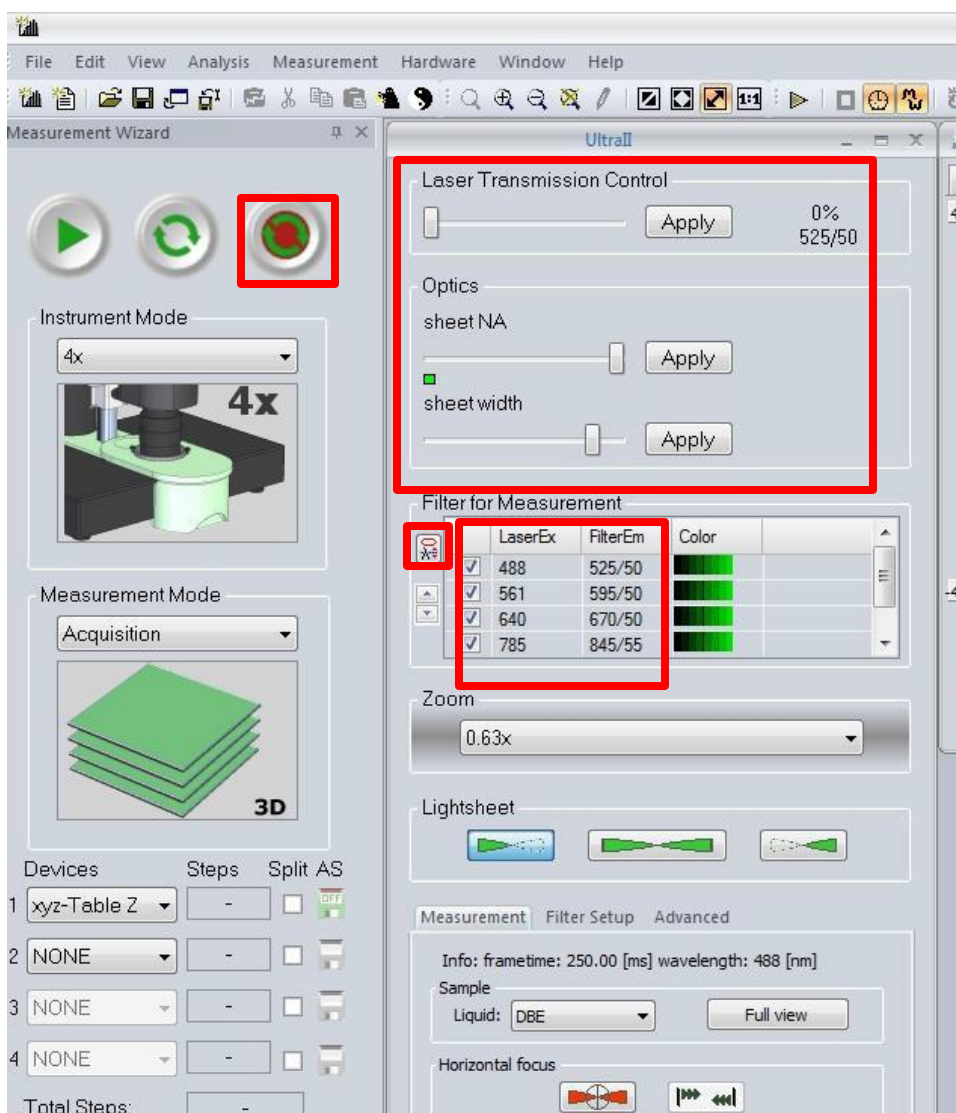 File Edit View Analysis Measurement Hardware Window Help
1:1
Measurement Wizard
Instrument Mode
4x
4x
Measurement Mode
Acquisition
3D
Devices Steps Split AS
1 xyz-Table Z - OFF
2 NONE -
3 NONE -
4 NONE -
Total Steps: -
UltraII
Laser Transmission Control
Apply 0%
525/50
Optics
sheet NA
Apply
sheet width
Apply
Filter for Measurement
LaserEx FilterEm Color
488 525/50
561 595/50
640 670/50
785 845/55
Zoom
0.63x
Lightsheet
Measurement Filter Setup Advanced
Info: frametime: 250.00 [ms] wavelength: 488 [nm]
Sample
Liquid: DBE Full view
Horizontal focus